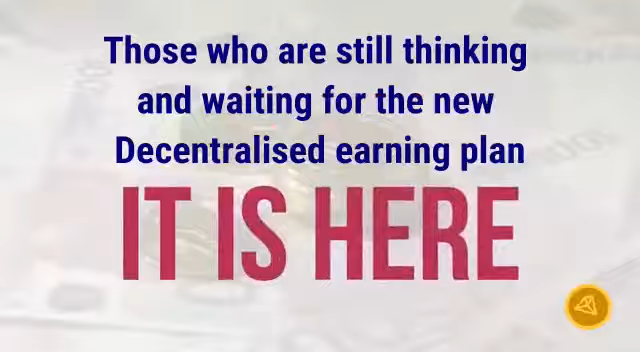 Those who are still thinking
and waiting for the new
Decentralised earning plan
IT IS HERE